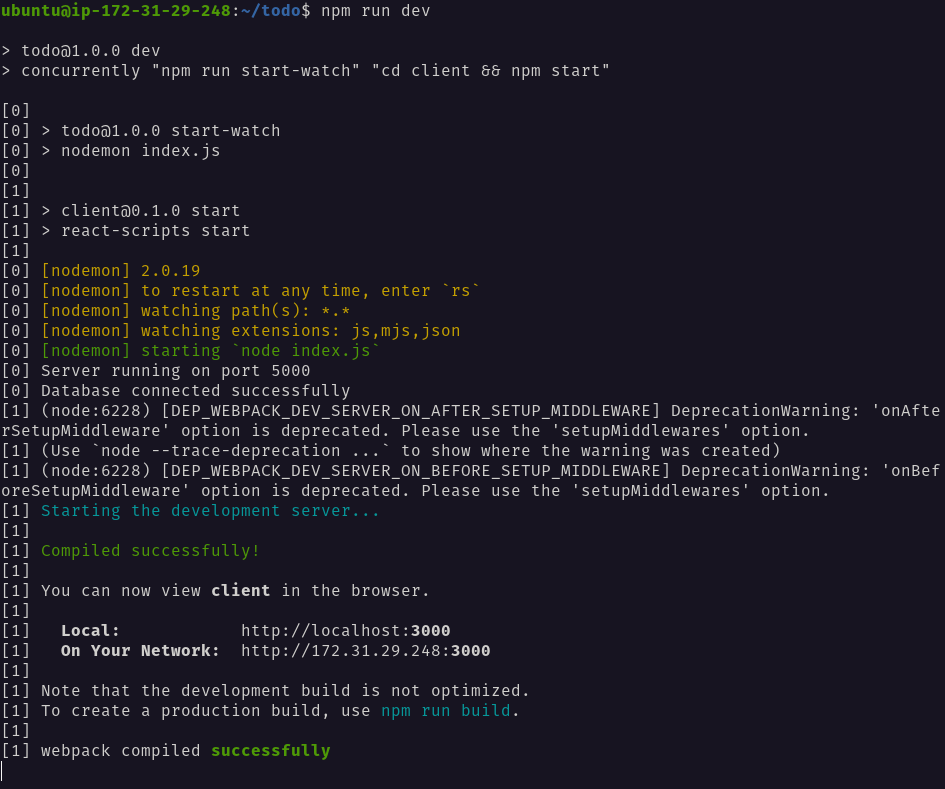 ubuntu@ip-172-31-29-248:~/todo$ npm run dev

> todo@1.0.0 dev
> concurrently "npm run start-watch" "cd client && npm start"

[0]
[0] > todo@1.0.0 start-watch
[0] > nodemon index.js
[0]
[1]
[1] > client@0.1.0 start
[1] > react-scripts start
[1]
[0] [nodemon] 2.0.19
[0] [nodemon] to restart at any time, enter `rs`
[0] [nodemon] watching path(s): *.*
[0] [nodemon] watching extensions: js,mjs,json
[0] [nodemon] starting `node index.js`
[0] Server running on port 5000
[0] Database connected successfully
[1] (node:6228) [DEP_WEBPACK_DEV_SERVER_ON_AFTER_SETUP_MIDDLEWARE] DeprecationWarning: 'onAfte
rSetupMiddleware' option is deprecated. Please use the 'setupMiddlewares' option.
[1] (Use `node --trace-deprecation ...` to show where the warning was created)
[1] (node:6228) [DEP_WEBPACK_DEV_SERVER_ON_BEFORE_SETUP_MIDDLEWARE] DeprecationWarning: 'onBef
oreSetupMiddleware' option is deprecated. Please use the 'setupMiddlewares' option.
[1] Starting the development server...
[1]
[1] Compiled successfully!
[1]
[1] You can now view client in the browser.
[1]
[1]   Local:            http://localhost:3000
[1]   On Your Network:  http://172.31.29.248:3000
[1]
[1] Note that the development build is not optimized.
[1] To create a production build, use npm run build.
[1]
[1] webpack compiled successfully